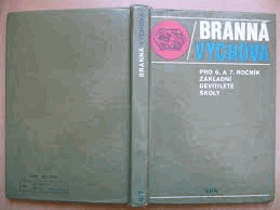 BRANNÁ
VÝCHOVA
PRO 6. A 7. ROČNÍK
ZÁKLADNÍ
DEVÍTILETÉ
ŠKOLY
SPN
BRANNÁ VÝCHOVA